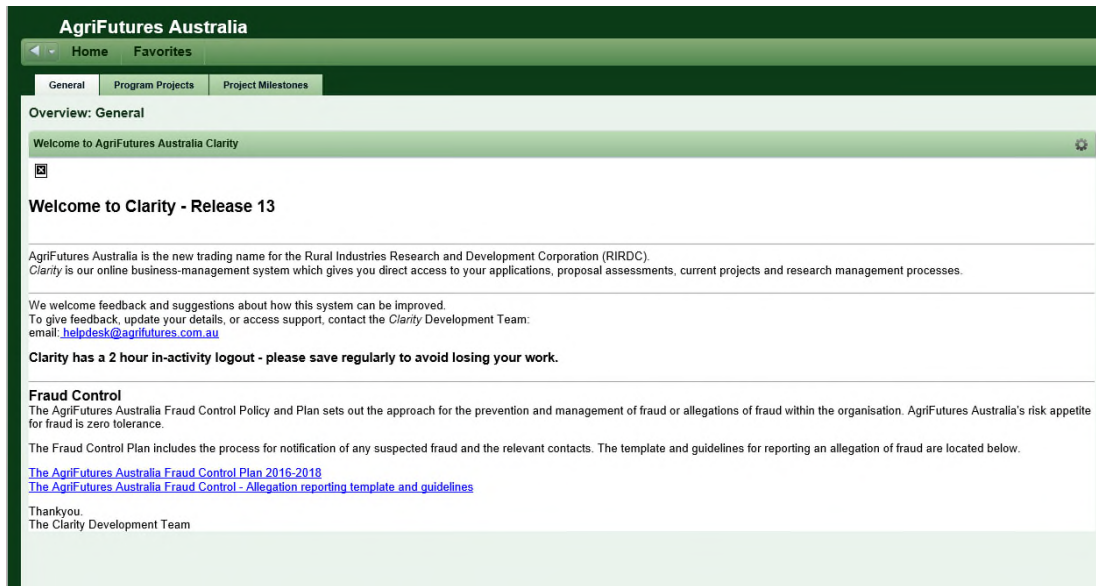 AgriFutures Australia
Home Favorites
General Program Projects Project Milestones
Overview: General
Welcome to AgriFutures Australia Clarity
Welcome to Clarity - Release 13
AgriFutures Australia is the new trading name for the Rural Industries Research and Development Corporation (RIRDC).
Clarity is our online business-management system which gives you direct access to your applications, proposal assessments, current projects and research management processes.
We welcome feedback and suggestions about how this system can be improved.
To give feedback, update your details, or access support, contact the Clarity Development Team:
email: helpdesk@agrifutures.com.au
Clarity has a 2 hour in-activity logout - please save regularly to avoid losing your work.
Fraud Control
The AgriFutures Australia Fraud Control Policy and Plan sets out the approach for the prevention and management of fraud or allegations of fraud within the organisation. AgriFutures Australia's risk appetite
for fraud is zero tolerance.
The Fraud Control Plan includes the process for notification of any suspected fraud and the relevant contacts. The template and guidelines for reporting an allegation of fraud are located below.
The AgriFutures Australia Fraud Control Plan 2016-2018
The AgriFutures Australia Fraud Control - Allegation reporting template and guidelines
Thankyou.
The Clarity Development Team